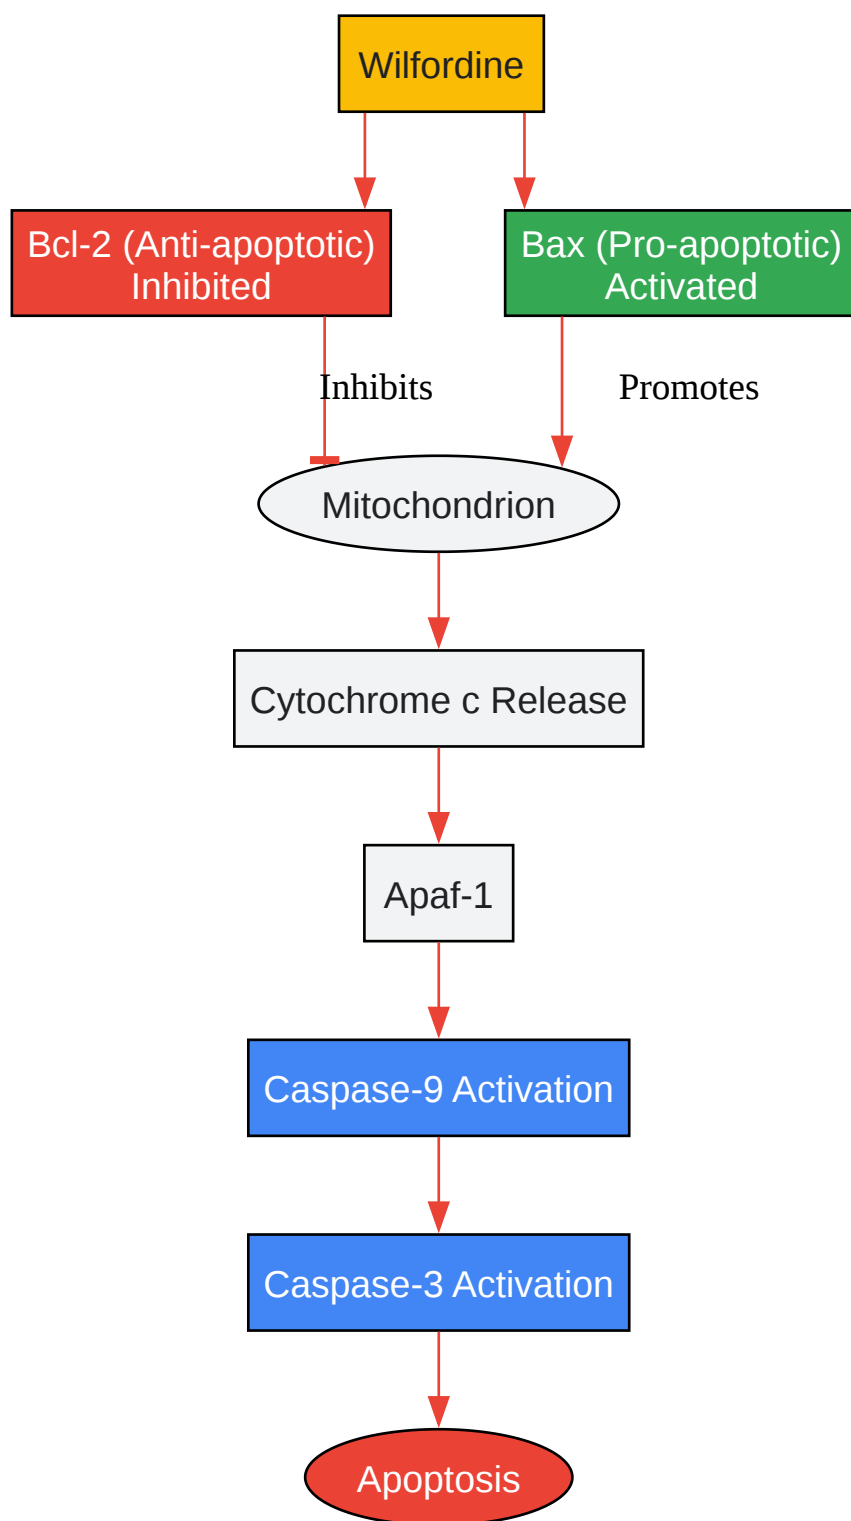 Wilfordine
Bcl-2 (Anti-apoptotic)
Inhibited
Bax (Pro-apoptotic)
Activated
Inhibits
Promotes
Mitochondrion
Cytochrome c Release
Apaf-1
Caspase-9 Activation
Caspase-3 Activation
Apoptosis